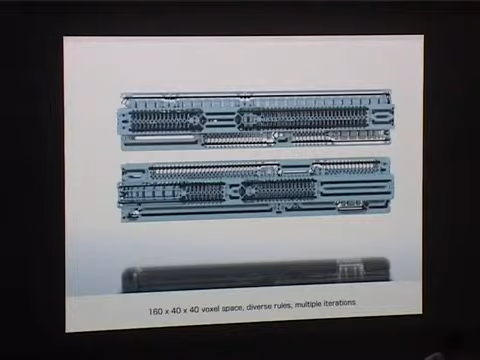 160 x 40 x 40 voxel space, diverse rules, multiple iterations